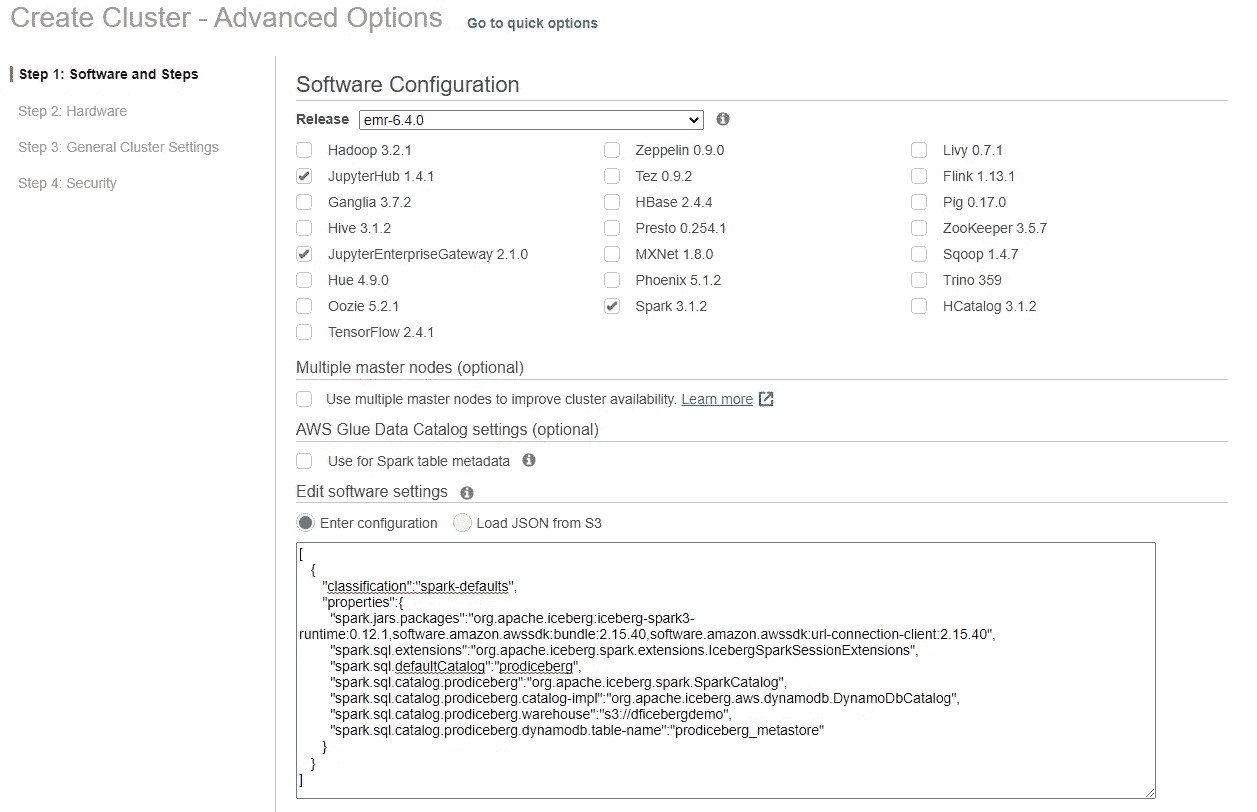 Create Cluster - Advanced Options Go to quick options
Step 1: Software and Steps
Step 2: Hardware
Step 3: General Cluster Settings
Step 4: Security
Software Configuration
Release emr-6.4.0
Hadoop 3.2.1 Zeppelin 0.9.0 Livy 0.7.1
JupyterHub 1.4.1 Tez 0.9.2 Flink 1.13.1
Ganglia 3.7.2 HBase 2.4.4 Pig 0.17.0
Hive 3.1.2 Presto 0.254.1 ZooKeeper 3.5.7
JupyterEnterpriseGateway 2.1.0 MXNet 1.8.0 Sqoop 1.4.7
Hue 4.9.0 Phoenix 5.1.2 Trino 359
Oozie 5.2.1 Spark 3.1.2 HCatalog 3.1.2
TensorFlow 2.4.1
Multiple master nodes (optional)
Use multiple master nodes to improve cluster availability. Learn more
AWS Glue Data Catalog settings (optional)
Use for Spark table metadata
Edit software settings
Enter configuration Load JSON from S3
[
{
"classification":"spark-defaults",
"properties":{
"spark.jars.packages":"org.apache.iceberg:iceberg-spark3-
runtime:0.12.1,software.amazon.awssdk:bundle:2.15.40,software.amazon.awssdk:url-connection-client:2.15.40",
"spark.sql.extensions":"org.apache.iceberg.spark.extensions.IcebergSparkSessionExtensions",
"spark.sql.defaultCatalog":"prodiceberg",
"spark.sql.catalog.prodiceberg":"org.apache.iceberg.spark.SparkCatalog",
"spark.sql.catalog.prodiceberg.catalog-impl":"org.apache.iceberg.aws.dynamodb.DynamoDbCatalog",
"spark.sql.catalog.prodiceberg.warehouse":"s3://dficebergdemo",
"spark.sql.catalog.prodiceberg.dynamodb.table-name":"prodiceberg_metastore"
}
}
]